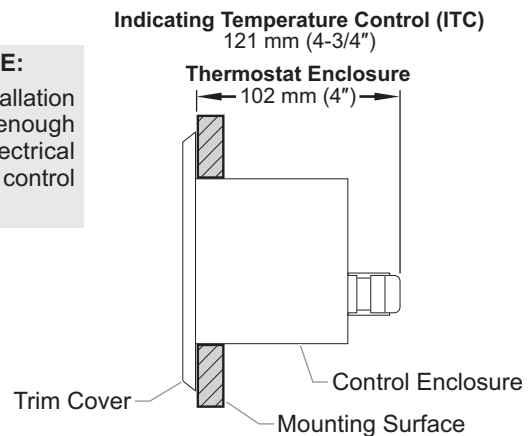 Indicating Temperature Control (ITC)
121 mm (4-3/4″)
Thermostat Enclosure
102 mm (4″)
E:
allation
enough
ectrical
control
Control Enclosure
Trim Cover
Mounting Surface